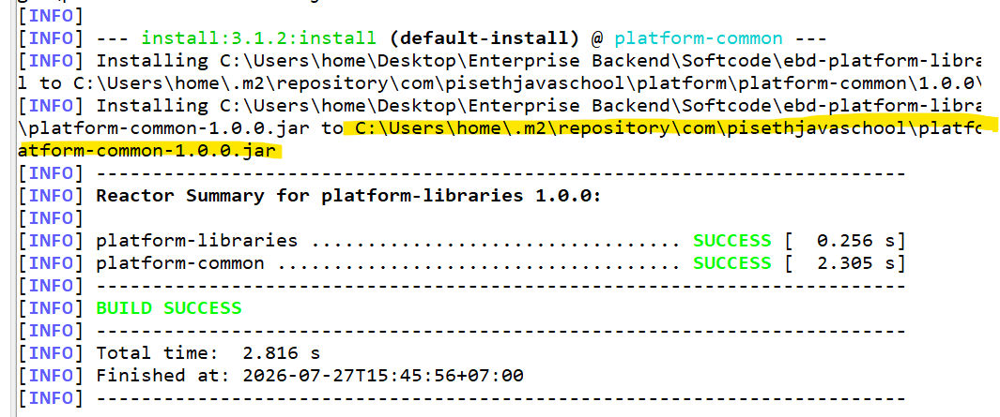 [INFO]
[INFO] --- install:3.1.2:install (default-install) @ platform-common ---
[INFO] Installing C:\Users\home\Desktop\Enterprise Backend\Softcode\ebd-platform-libra
l to C:\Users\home\.m2\repository\com\pisethjavaschool\platform\platform-common\1.0.0\
[INFO] Installing C:\Users\home\Desktop\Enterprise Backend\Softcode\ebd-platform-libra
\platform-common-1.0.0.jar to C:\Users\home\.m2\repository\com\pisethjavaschool\platfo
atform-common-1.0.0.jar
[INFO] ------------------------------------------------------------------------
[INFO] Reactor Summary for platform-libraries 1.0.0:
[INFO]
[INFO] platform-libraries ................................. SUCCESS [  0.256 s]
[INFO] platform-common .................................... SUCCESS [  2.305 s]
[INFO] ------------------------------------------------------------------------
[INFO] BUILD SUCCESS
[INFO] ------------------------------------------------------------------------
[INFO] Total time:  2.816 s
[INFO] Finished at: 2026-07-27T15:45:56+07:00
[INFO] ------------------------------------------------------------------------